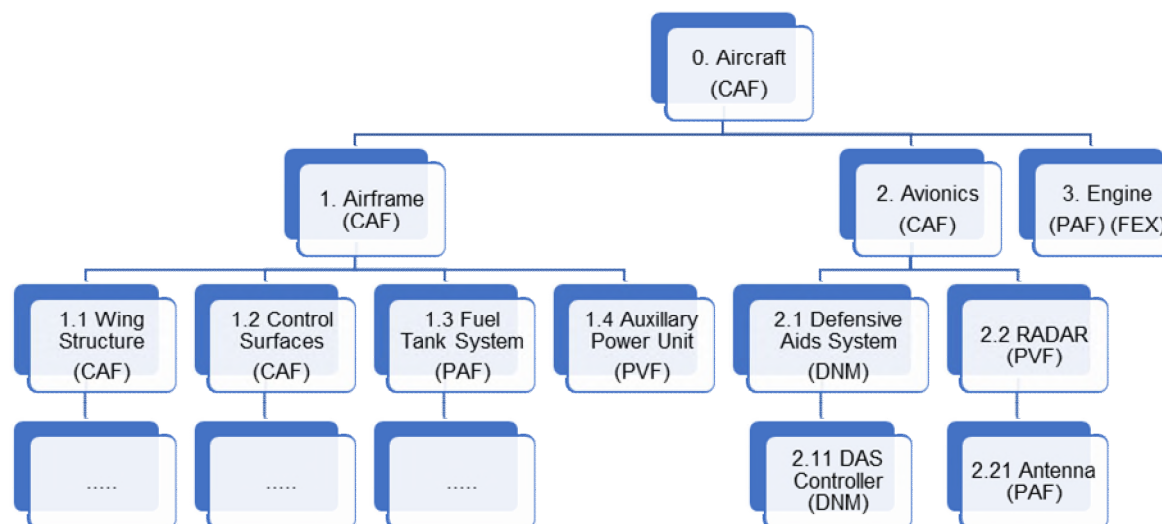 0. Aircraft
(CAF)
1. Airframe
(CAF)
2. Avionics
(CAF)
3. Engine
(PAF) (FEX)
1.1 Wing
Structure
(CAF)
1.2 Control
Surfaces
(CAF)
1.3 Fuel
Tank System
(PAF)
1.4 Auxillary
Power Unit
(PVF)
2.1 Defensive
Aids System
(DNM)
2.2 RADAR
(PVF)
.....
.....
.....
2.11 DAS
Controller
(DNM)
2.21 Antenna
(PAF)